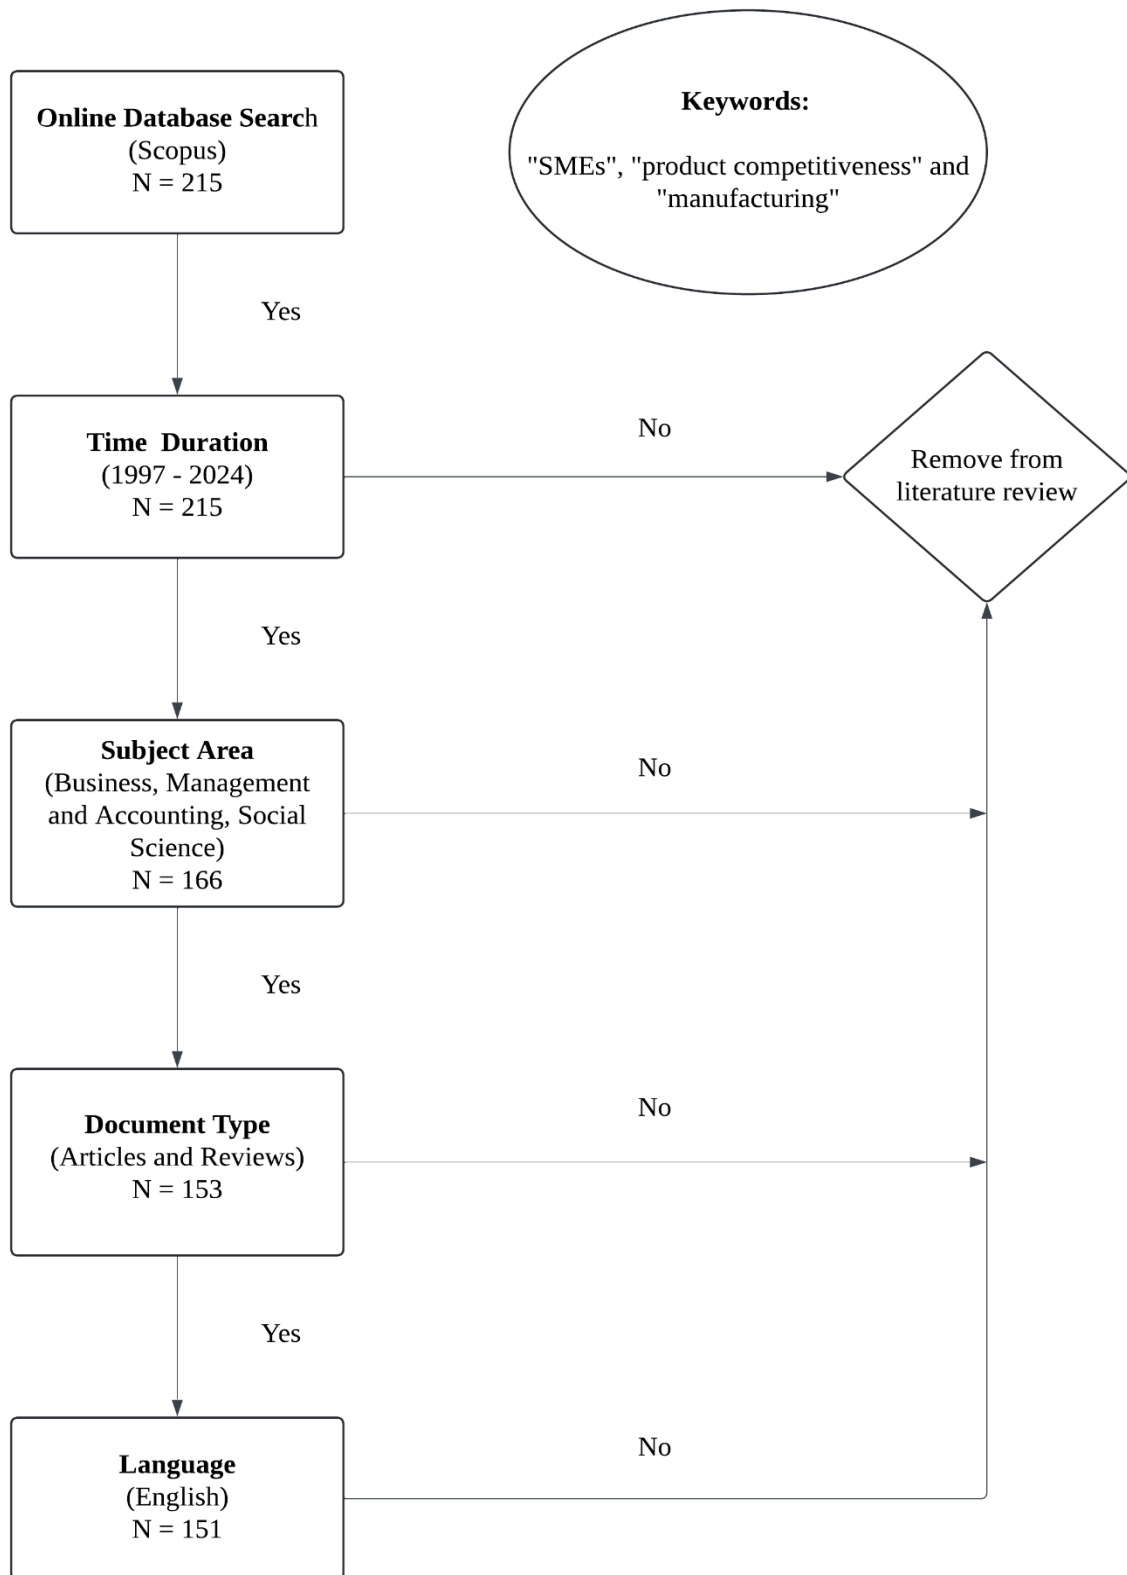 Online Database Search
(Scopus)
N = 215
Keywords:
"SMEs", "product competitiveness" and
"manufacturing"
Yes
Time  Duration
(1997 - 2024)
N = 215
No
Remove from
literature review
Yes
Subject Area
(Business, Management
and Accounting, Social
Science)
N = 166
No
Yes
Document Type
(Articles and Reviews)
N = 153
No
Yes
Language
(English)
N = 151
No